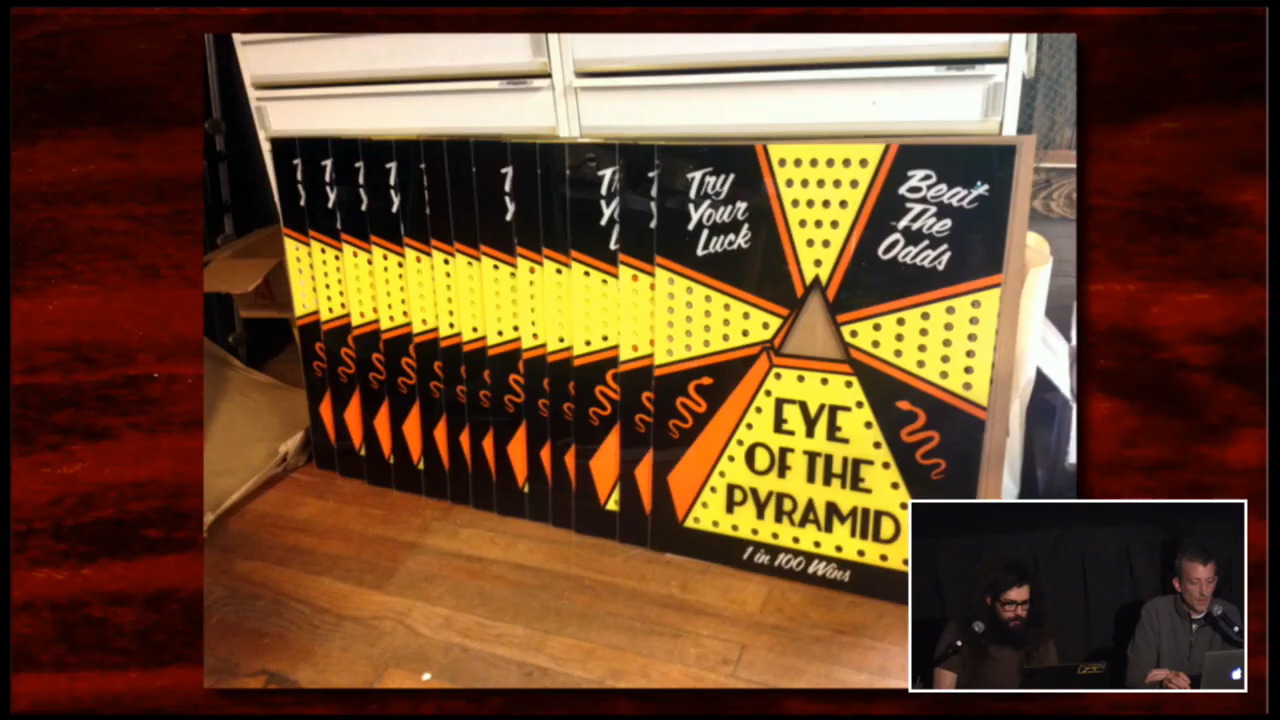 Try
Your
Luck
Beat
The
Odds
EYE
OF THE
PYRAMID
1 in 100 Wins